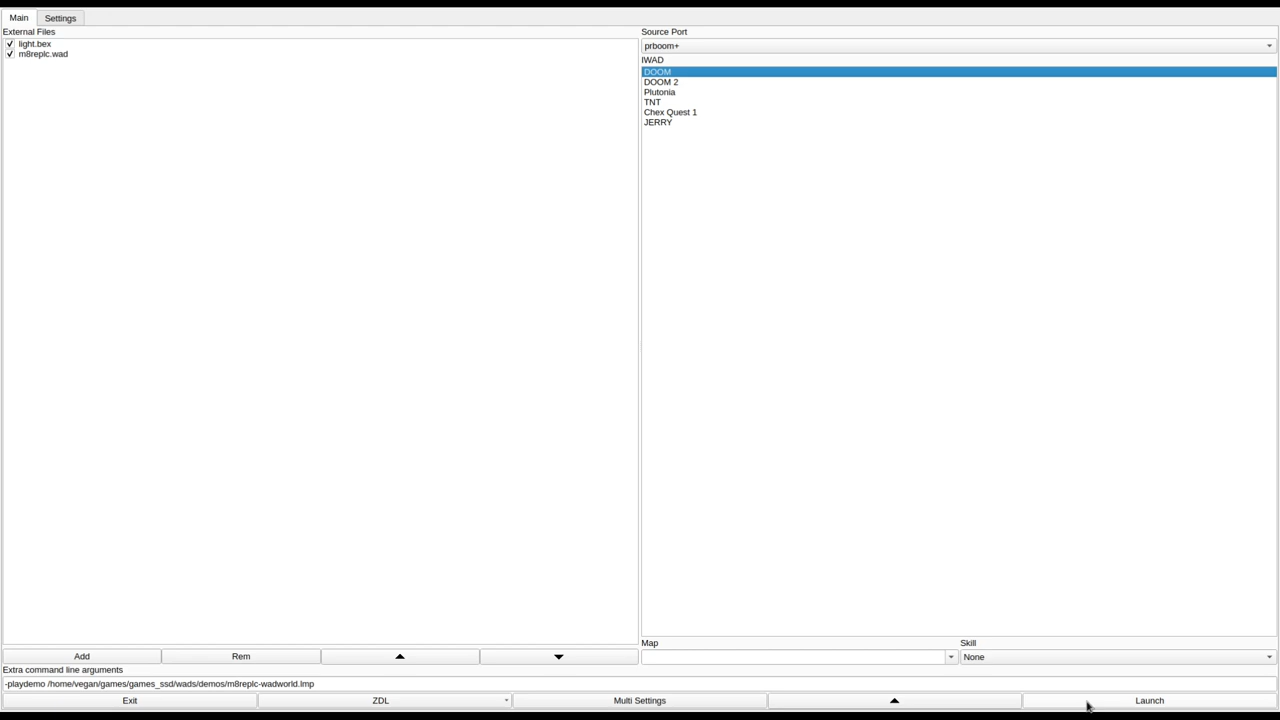 Main Settings
External Files
light.bex
m8replc.wad
Source Port
prboom+
IWAD
DOOM
DOOM 2
Plutonia
TNT
Chex Quest 1
JERRY
Map Skill
None
Add Rem
Extra command line arguments
-playdemo /home/vegan/games/games_ssd/wads/demos/m8replc-wadworld.lmp
Exit ZDL Multi Settings Launch